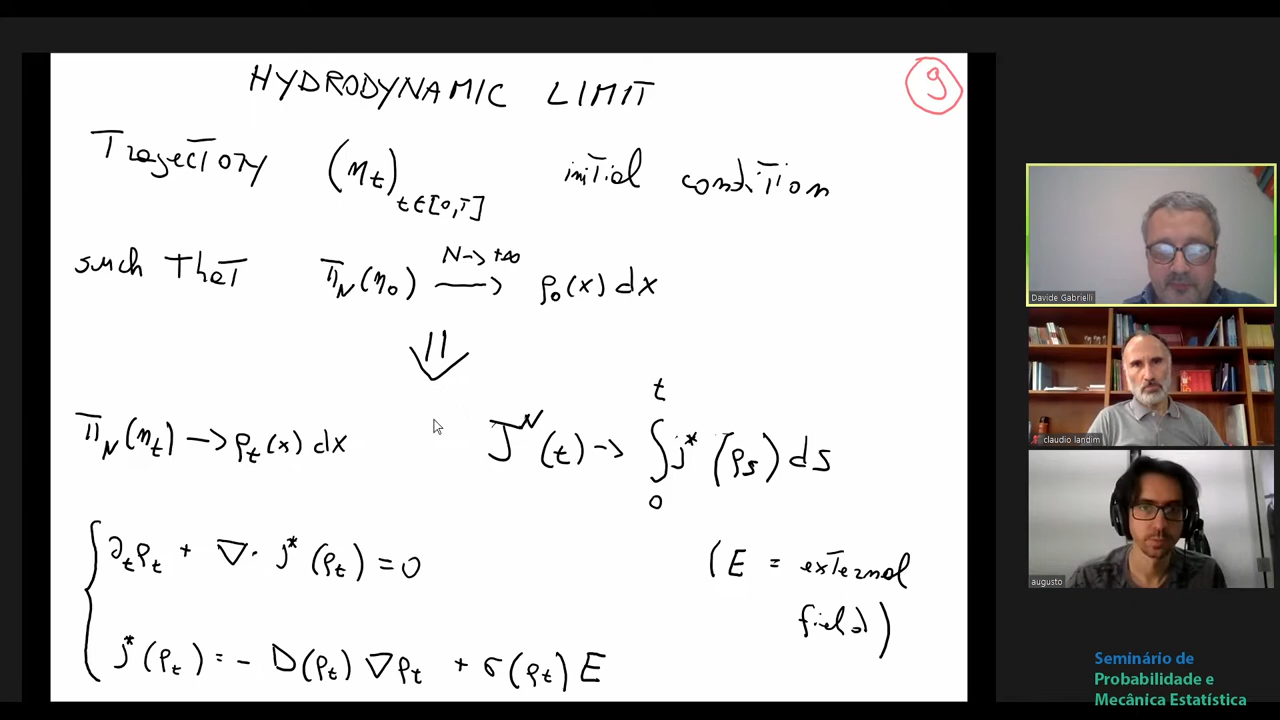 HYDRODYNAMIC LIMIT
9
Trajectory (η_t)_{t∈[0,T]} initial condition
such that π_N(η_0) ⟶^{N→+∞} ρ_0(x) dx
⇓
π_N(η_t) → ρ_t(x) dx J^N(t) → ∫_0^t j*(ρ_s) ds
{ ∂_t ρ_t + ∇· j*(ρ_t) = 0
(E = external
field)
j*(ρ_t) = - D(ρ_t) ∇ρ_t + σ(ρ_t) E
Davide Gabrielli
claudio landim
augusto
Seminário de
Probabilidade e
Mecânica Estatística